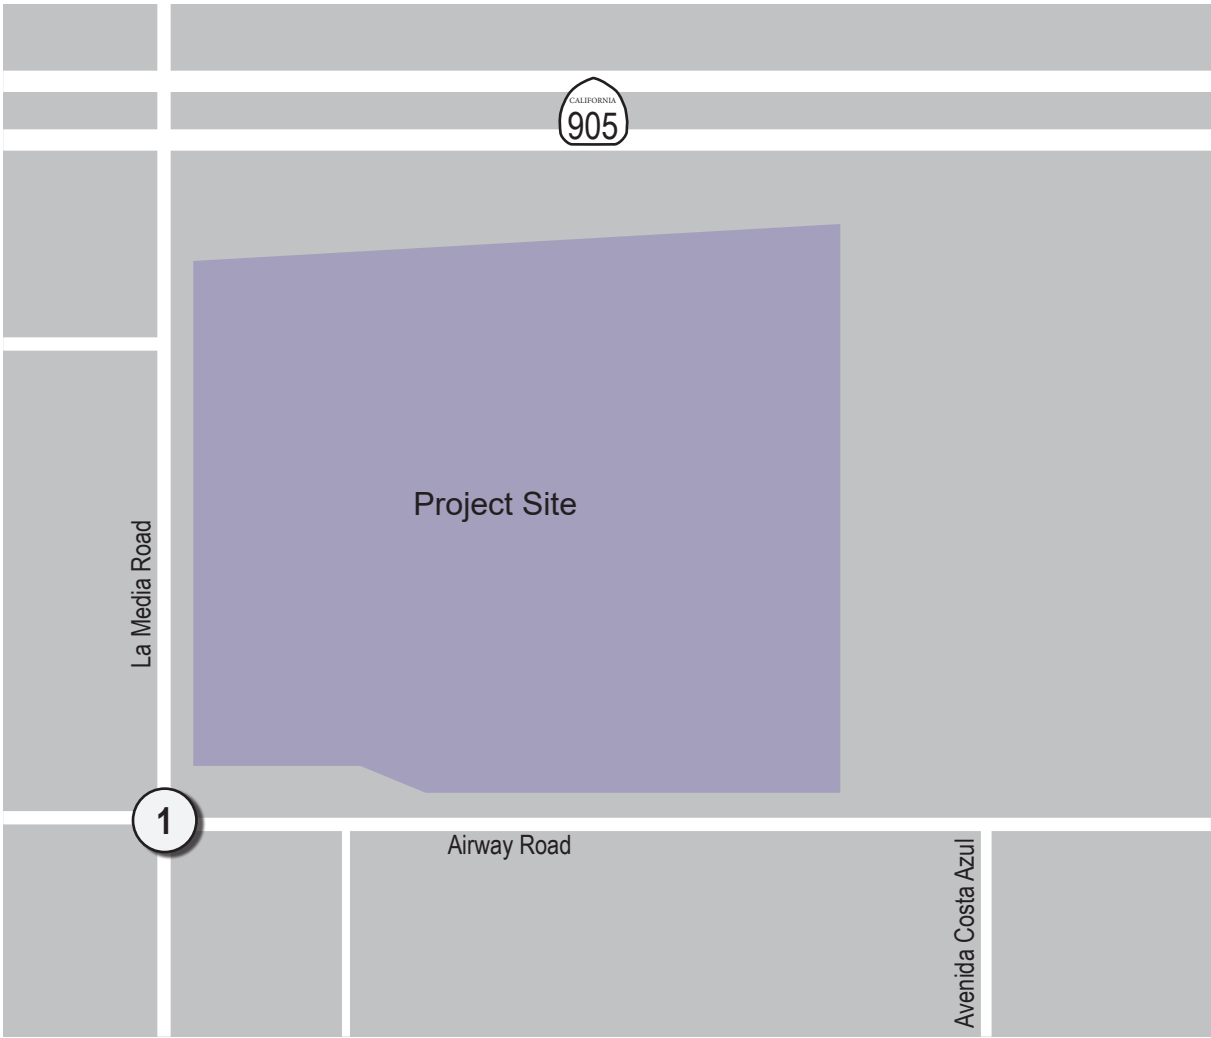 CALIFORNIA
905
Project Site
La Media Road
1
Airway Road
Avenida Costa Azul